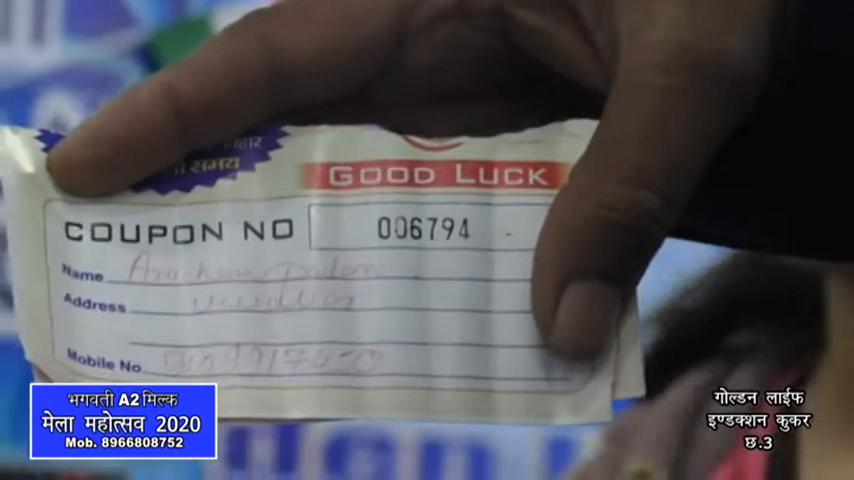 समय
GOOD LUCK
COUPON NO 006794
Name
Address
Mobile No
भगवती A2 मिल्क
मेला महोत्सव 2020
Mob. 8966808752
गोल्डन लाईफ
इण्डक्शन कुकर
छ.3